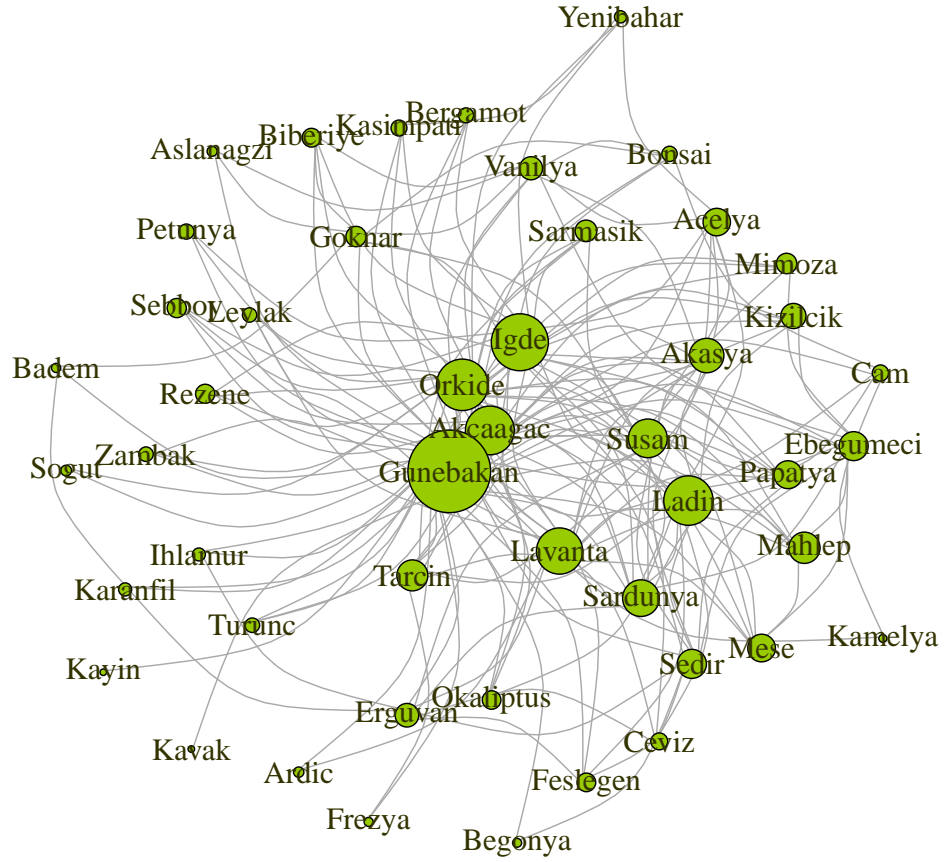 Yenibahar
Bergamot
Kasimpati
Biberiye
Aslanagzi
Vanilya
Bonsai
Petunya
Goknar
Sarmasik
Acelya
Mimoza
Sebboy
Leylak
Kizilcik
Igde
Akasya
Badem
Rezene
Orkide
Cam
Akcaagac
Susam
Ebegumeci
Sogut
Zambak
Gunebakan
Papatya
Ladin
Ihlamur
Lavanta
Mahlep
Karanfil
Tarcin
Sardunya
Turunc
Kamelya
Kayin
Sedir
Mese
Erguvan
Okaliptus
Kavak
Ceviz
Ardic
Feslegen
Frezya
Begonya